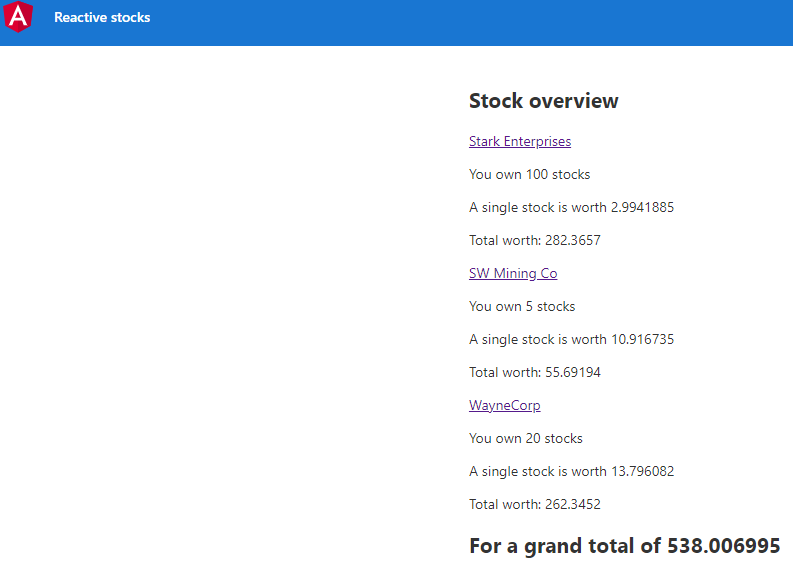 A
Reactive stocks
Stock overview
Stark Enterprises
You own 100 stocks
A single stock is worth 2.9941885
Total worth: 282.3657
SW Mining Co
You own 5 stocks
A single stock is worth 10.916735
Total worth: 55.69194
WayneCorp
You own 20 stocks
A single stock is worth 13.796082
Total worth: 262.3452
For a grand total of 538.006995